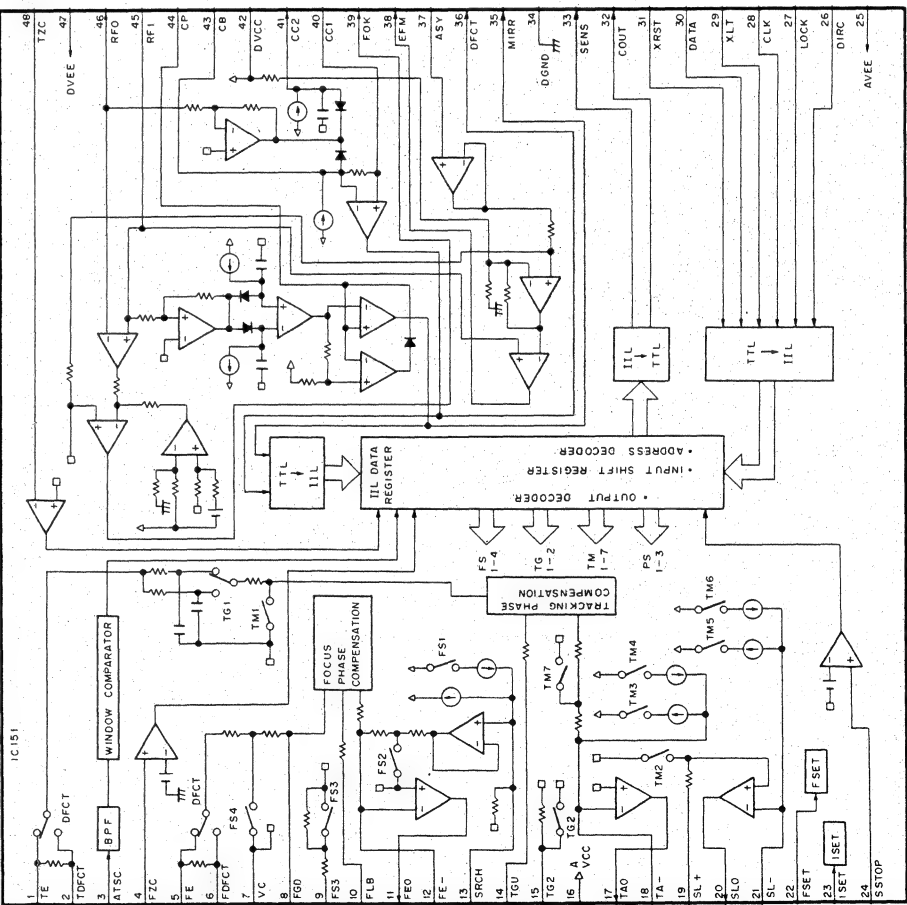 IC151
48 TZC
47 DVEE
46 RFO
45 RFI
44 CP
43 CB
42 DVCC
41 CC2
40 CC1
39 FOK
38 EFM
37 ASY
36 DFCT
35 MIRR
34 DGND
33 SENS
32 COUT
31 XRST
30 DATA
29 XLT
28 CLK
27 LOCK
26 DIRC
25 AVEE
TTL → IIL
IIL → TTL
TTL → IIL
IIL DATA REGISTER
• OUTPUT DECODER
• INPUT SHIFT REGISTER
• ADDRESS DECODER
FS 1-4
TG 1-2
TM 1-7
PS 1-3
WINDOW COMPARATOR
BPF
DFCT
DFCT
TG1
TM1
FOCUS PHASE COMPENSATION
TRACKING PHASE COMPENSATION
FS4
FS3
FS2
FS1
TG2
TM7
TM3
TM4
TM2
TM5
TM6
FSET
ISET
1 TE
2 TDFCT
3 ATSC
4 FZC
5 FE
6 FDFCT
7 VC
8 FGD
9 FS3
10 FLB
11 FEO
12 FE-
13 SRCH
14 TGU
15 TG2
16 AVCC
17 TAO
18 TA-
19 SL+
20 SLO
21 SL-
22 FSET
23 ISET
24 SSTOP